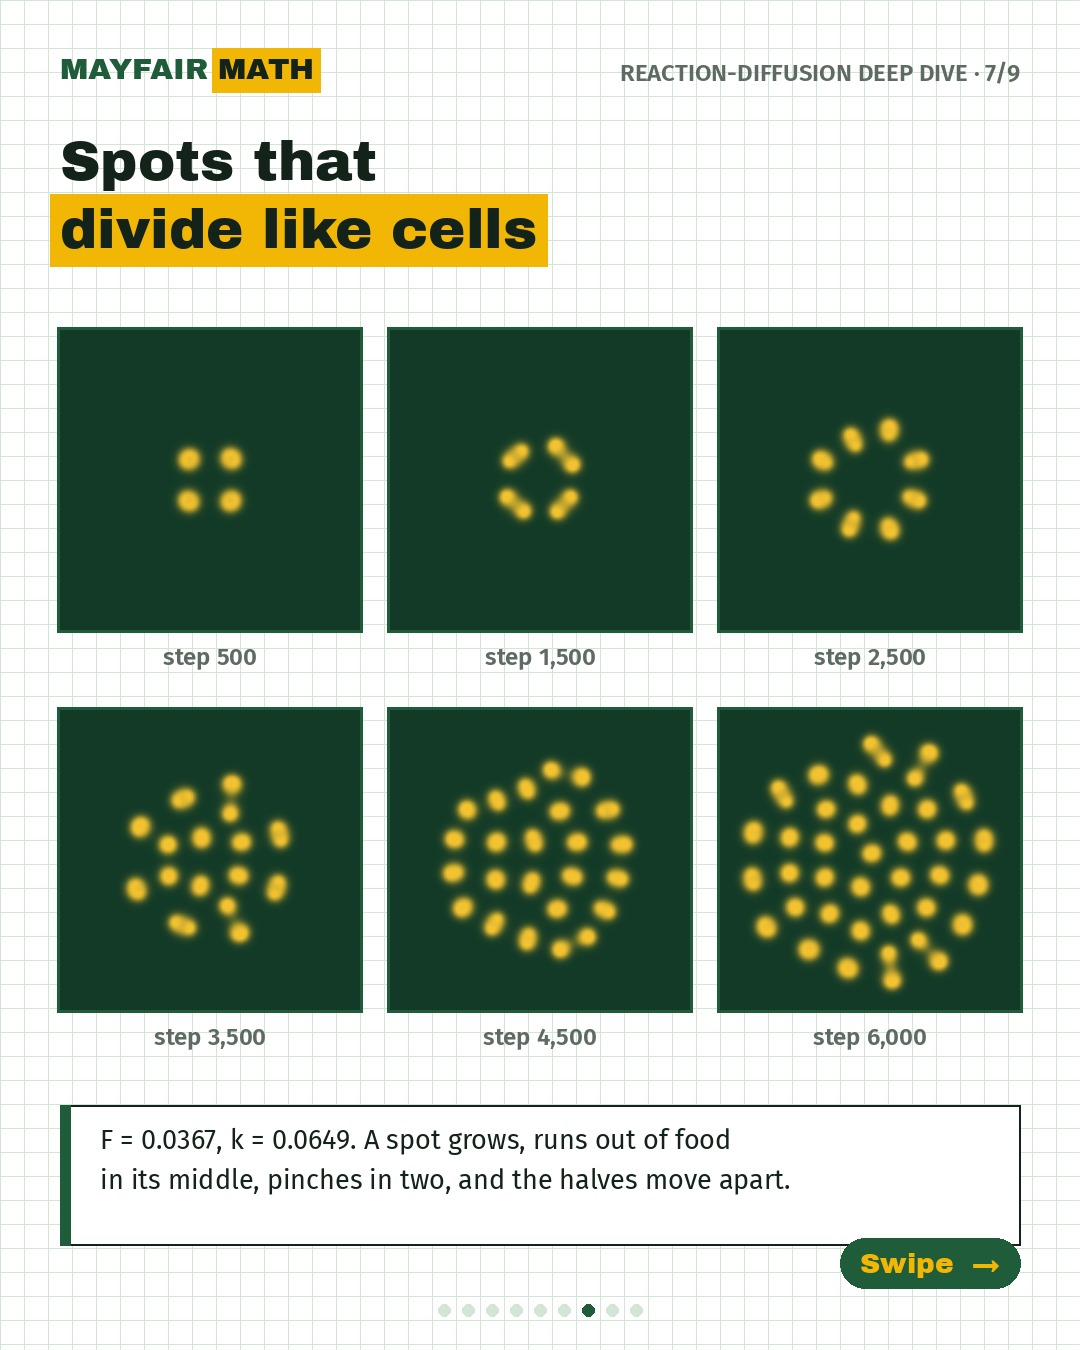 MAYFAIR MATH
REACTION-DIFFUSION DEEP DIVE · 7/9
Spots that
divide like cells
step 500
step 1,500
step 2,500
step 3,500
step 4,500
step 6,000
F = 0.0367, k = 0.0649. A spot grows, runs out of food
in its middle, pinches in two, and the halves move apart.
Swipe →